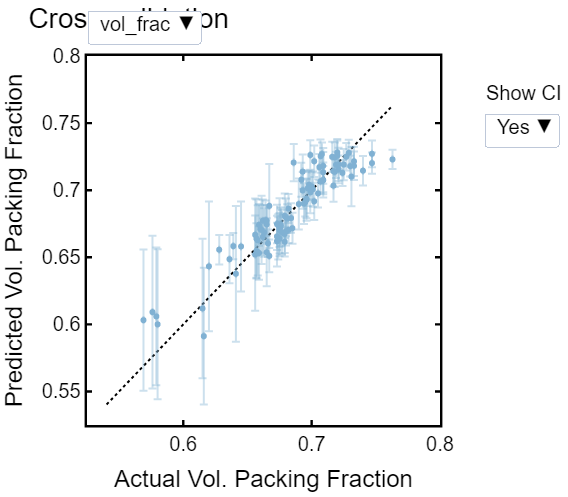 vol_frac ▼
0.8
0.75
0.7
0.65
0.6
0.55
Predicted Vol. Packing Fraction
0.6 0.7 0.8
Actual Vol. Packing Fraction
Show CI
Yes ▼